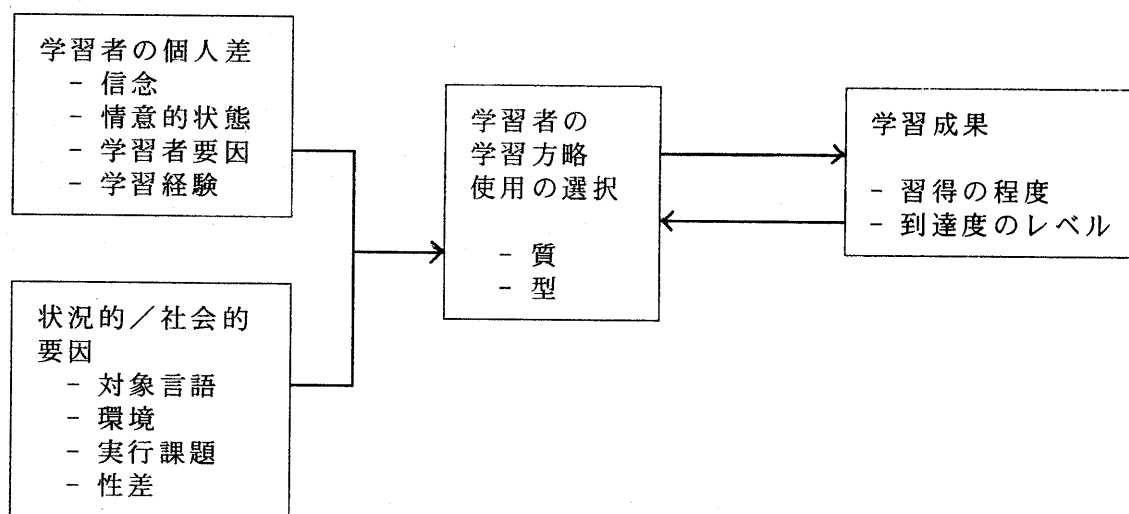 学習者の個人差
- 信念
- 情意的状態
- 学習者要因
- 学習経験
状況的／社会的
要因
- 対象言語
- 環境
- 実行課題
- 性差
学習者の
学習方略
使用の選択
- 質
- 型
学習成果
- 習得の程度
- 到達度のレベル